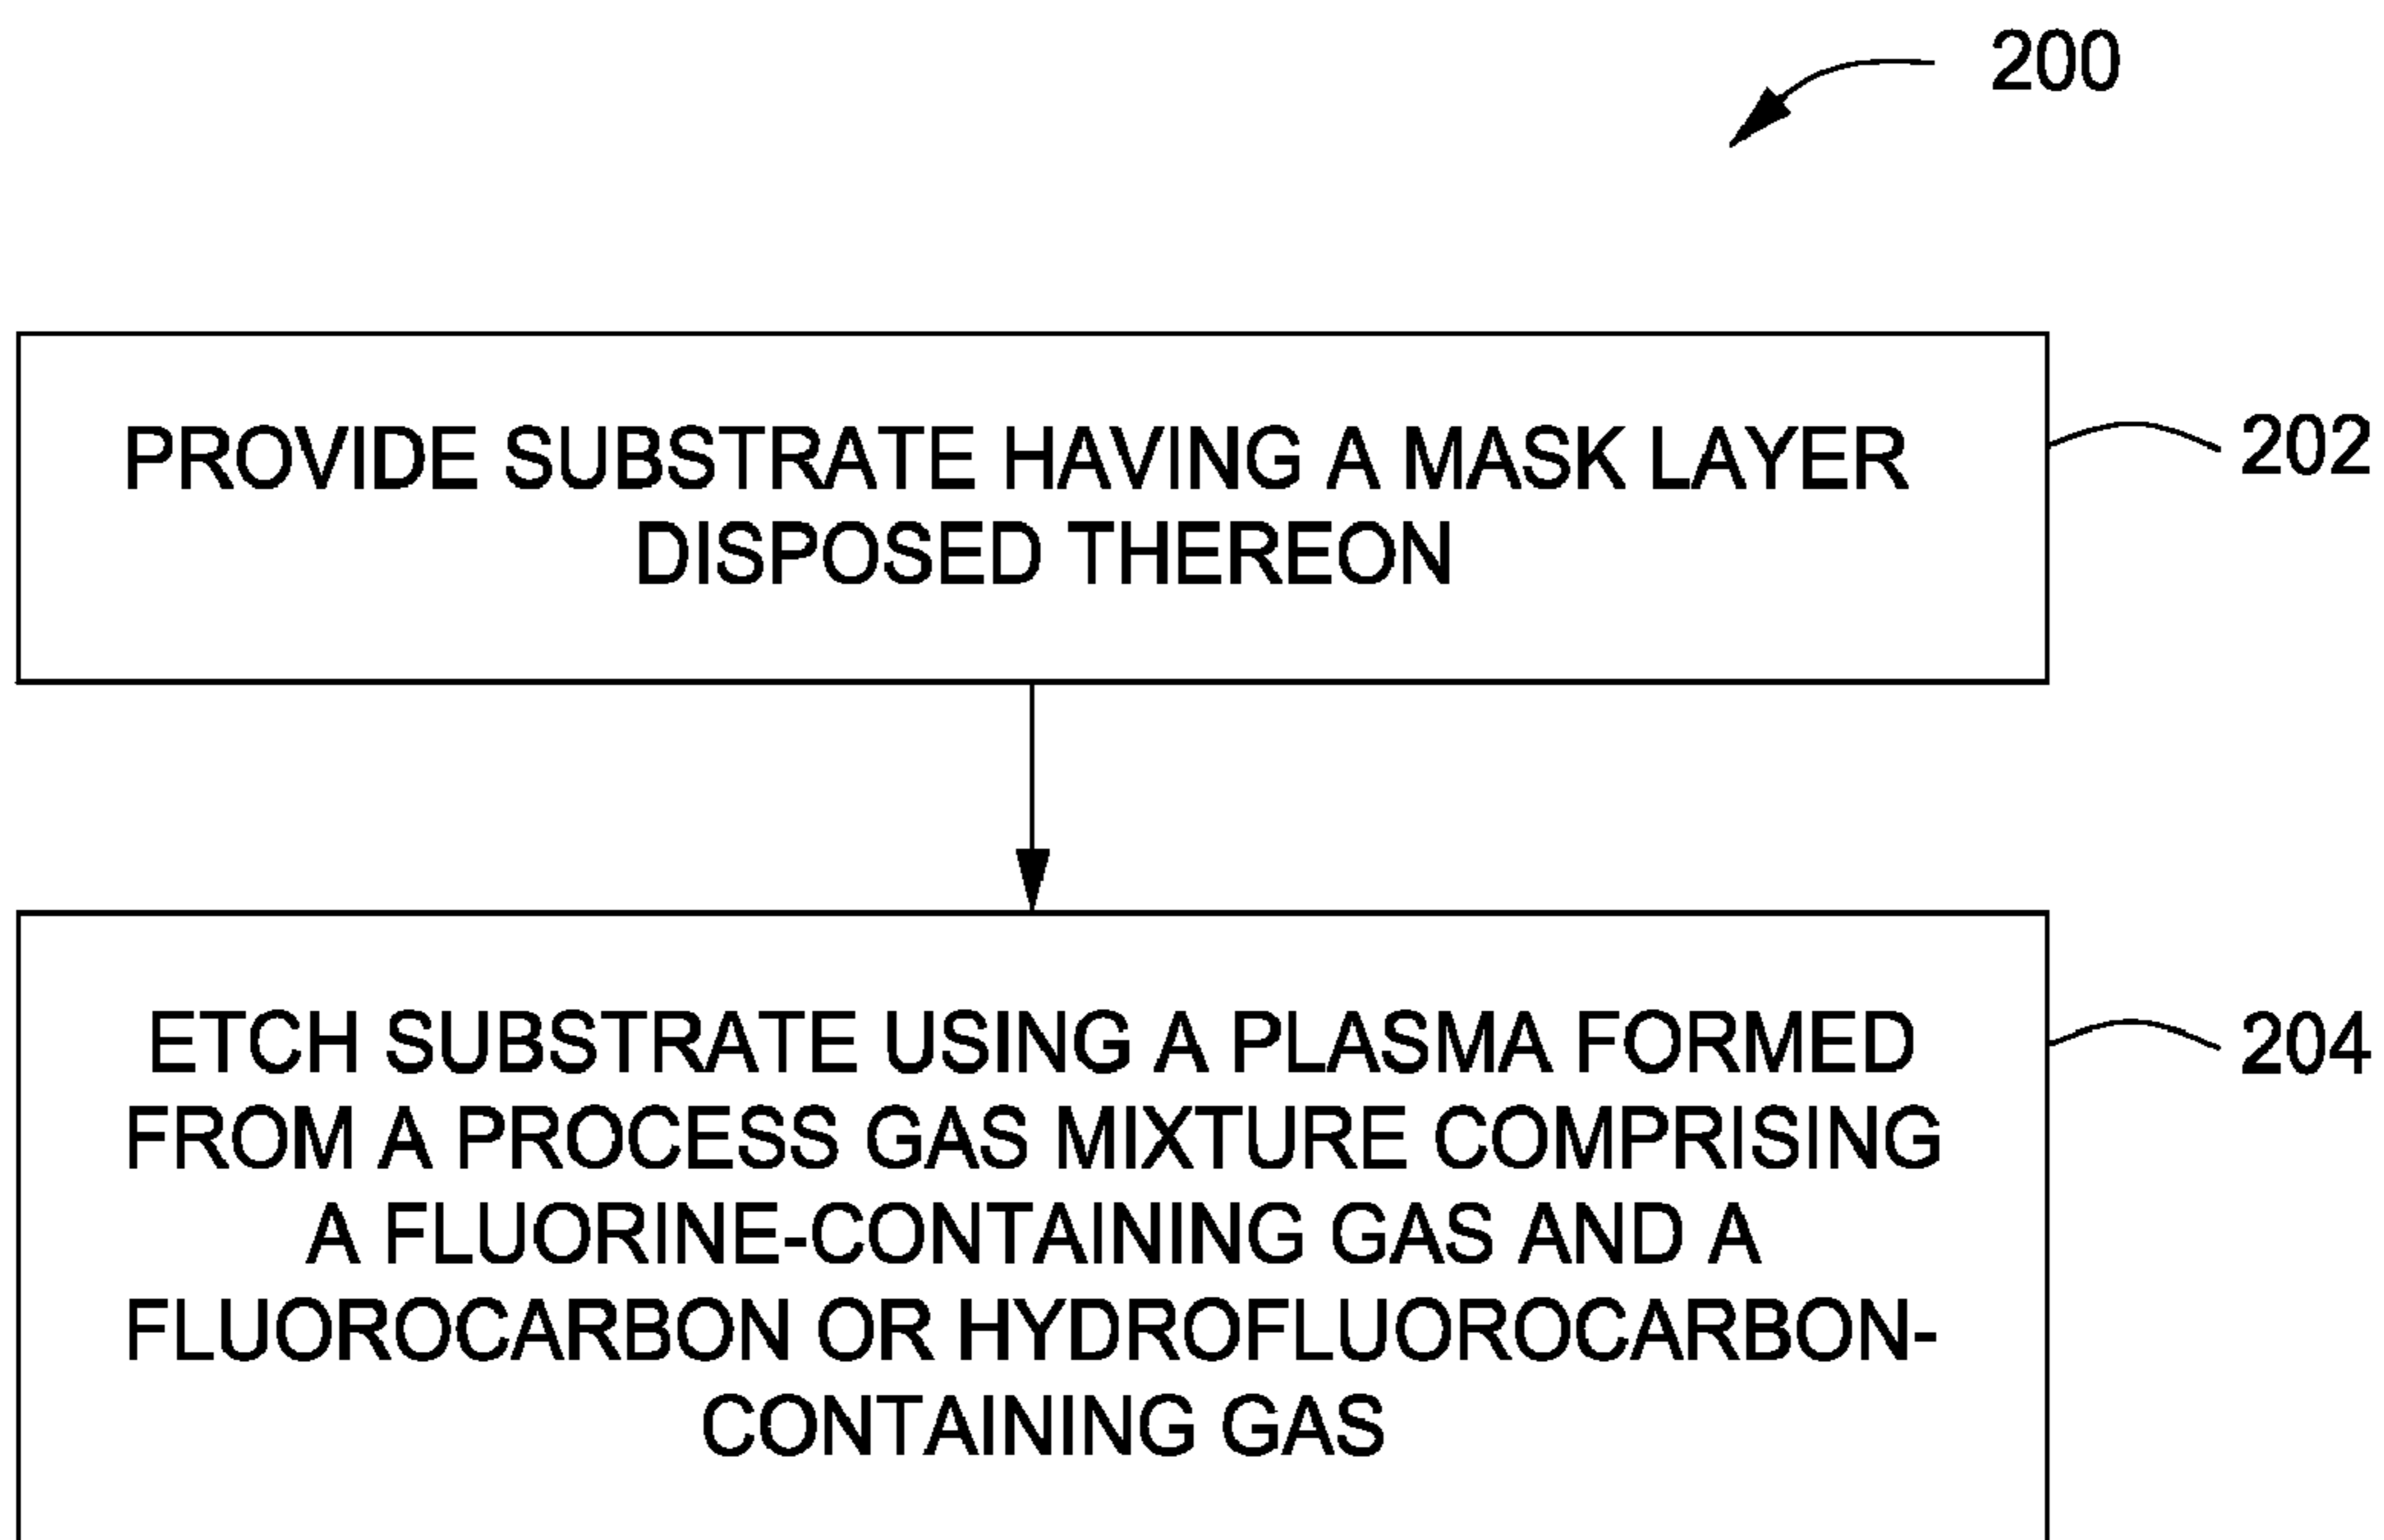 200
PROVIDE SUBSTRATE HAVING A MASK LAYER
DISPOSED THEREON
202
ETCH SUBSTRATE USING A PLASMA FORMED
FROM A PROCESS GAS MIXTURE COMPRISING
A FLUORINE-CONTAINING GAS AND A
FLUOROCARBON OR HYDROFLUOROCARBON-
CONTAINING GAS
204